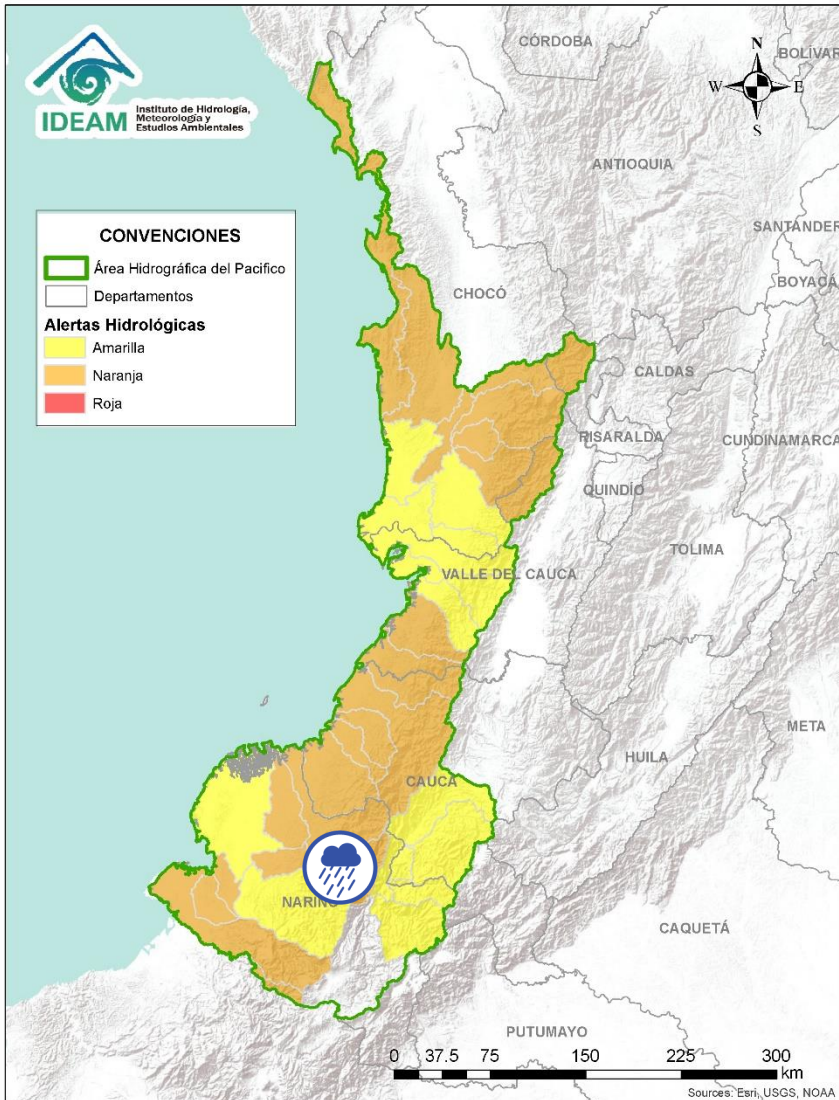 IDEAM
Instituto de Hidrología,
Meteorología y
Estudios Ambientales
CÓRDOBA
BOLÍVAR
N
W E
S
ANTIOQUIA
SANTANDER
BOYACÁ
CONVENCIONES
Área Hidrográfica del Pacifico
Departamentos
Alertas Hidrológicas
Amarilla
Naranja
Roja
CHOCÓ
CALDAS
RISARALDA
CUNDINAMARCA
QUINDÍO
TOLIMA
VALLE DEL CAUCA
META
HUILA
CAUCA
NARIÑO
CAQUETÁ
PUTUMAYO
0 37.5 75 150 225 300
km
Sources: Esri, USGS, NOAA